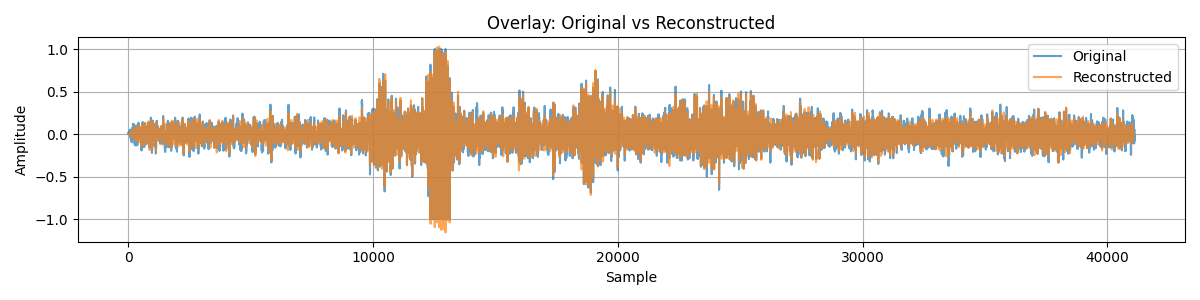 Overlay: Original vs Reconstructed
Original
Reconstructed
Amplitude
1.0
0.5
0.0
−0.5
−1.0
0
10000
20000
30000
40000
Sample